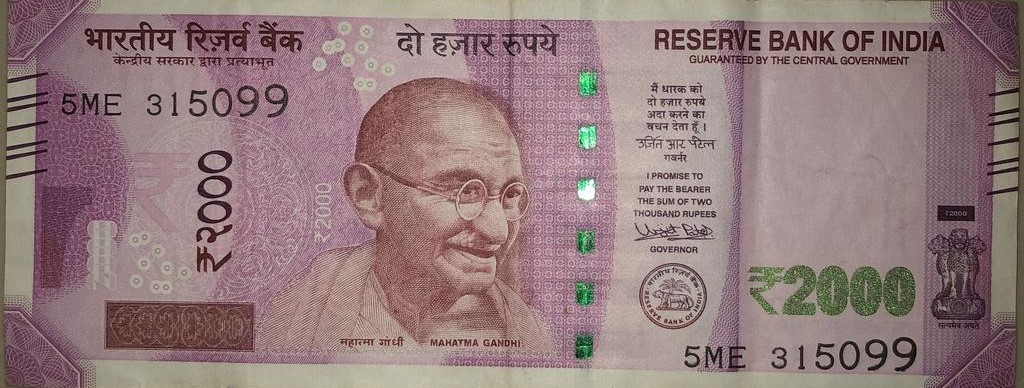 भारतीय रिज़र्व बैंक
केन्द्रीय सरकार द्वारा प्रत्याभूत
दो हज़ार रुपये
RESERVE BANK OF INDIA
GUARANTEED BY THE CENTRAL GOVERNMENT
5ME 315099
₹२०००
₹2000
मैं धारक को
दो हज़ार रुपये
अदा करने का
वचन देता हूँ ।
उर्जित आर पटेल
गवर्नर
I PROMISE TO
PAY THE BEARER
THE SUM OF TWO
THOUSAND RUPEES
GOVERNOR
भारतीय रिज़र्व बैंक
RESERVE BANK OF INDIA
₹2000
₹2000
सत्यमेव जयते
महात्मा गांधी MAHATMA GANDHI
5ME 315099